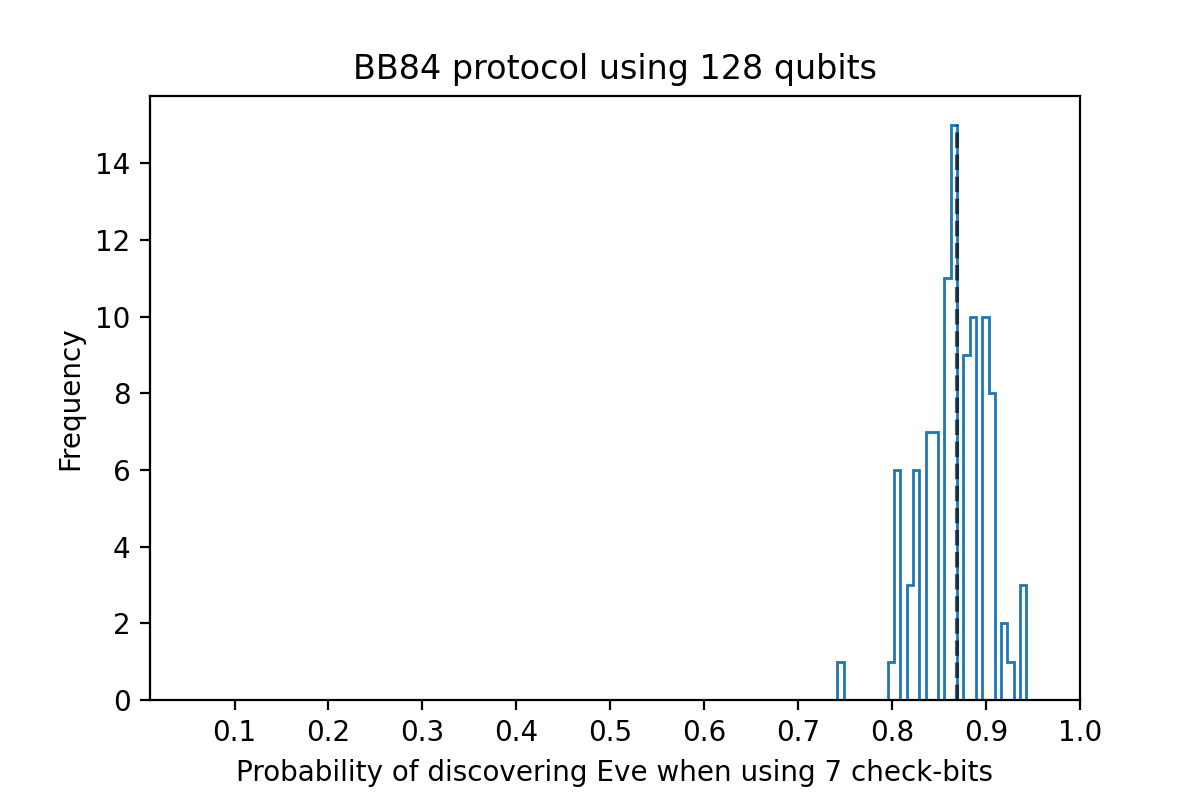 BB84 protocol using 128 qubits
14
12
10
8
6
4
2
0
Frequency
0.1 0.2 0.3 0.4 0.5 0.6 0.7 0.8 0.9 1.0
Probability of discovering Eve when using 7 check-bits